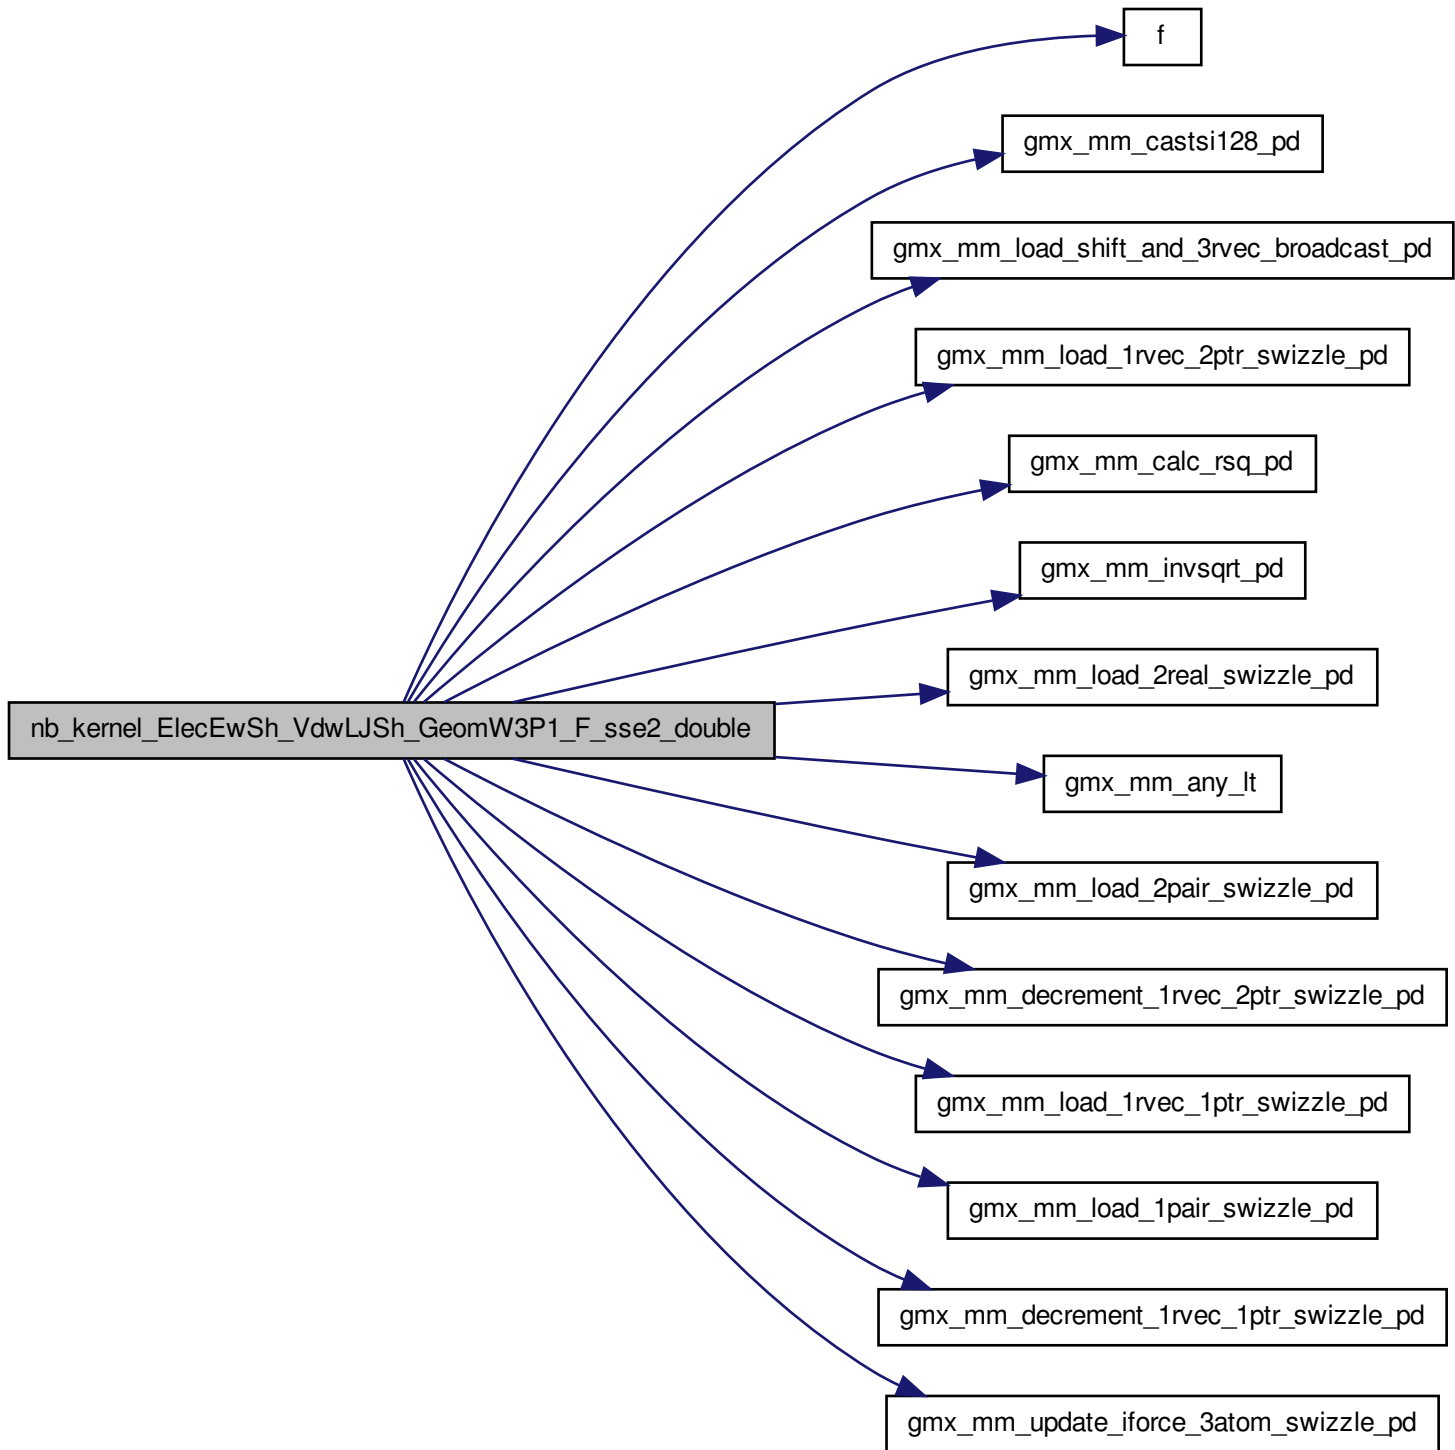 f
gmx_mm_castsi128_pd
gmx_mm_load_shift_and_3rvec_broadcast_pd
gmx_mm_load_1rvec_2ptr_swizzle_pd
gmx_mm_calc_rsq_pd
gmx_mm_invsqrt_pd
gmx_mm_load_2real_swizzle_pd
nb_kernel_ElecEwSh_VdwLJSh_GeomW3P1_F_sse2_double
gmx_mm_any_lt
gmx_mm_load_2pair_swizzle_pd
gmx_mm_decrement_1rvec_2ptr_swizzle_pd
gmx_mm_load_1rvec_1ptr_swizzle_pd
gmx_mm_load_1pair_swizzle_pd
gmx_mm_decrement_1rvec_1ptr_swizzle_pd
gmx_mm_update_iforce_3atom_swizzle_pd